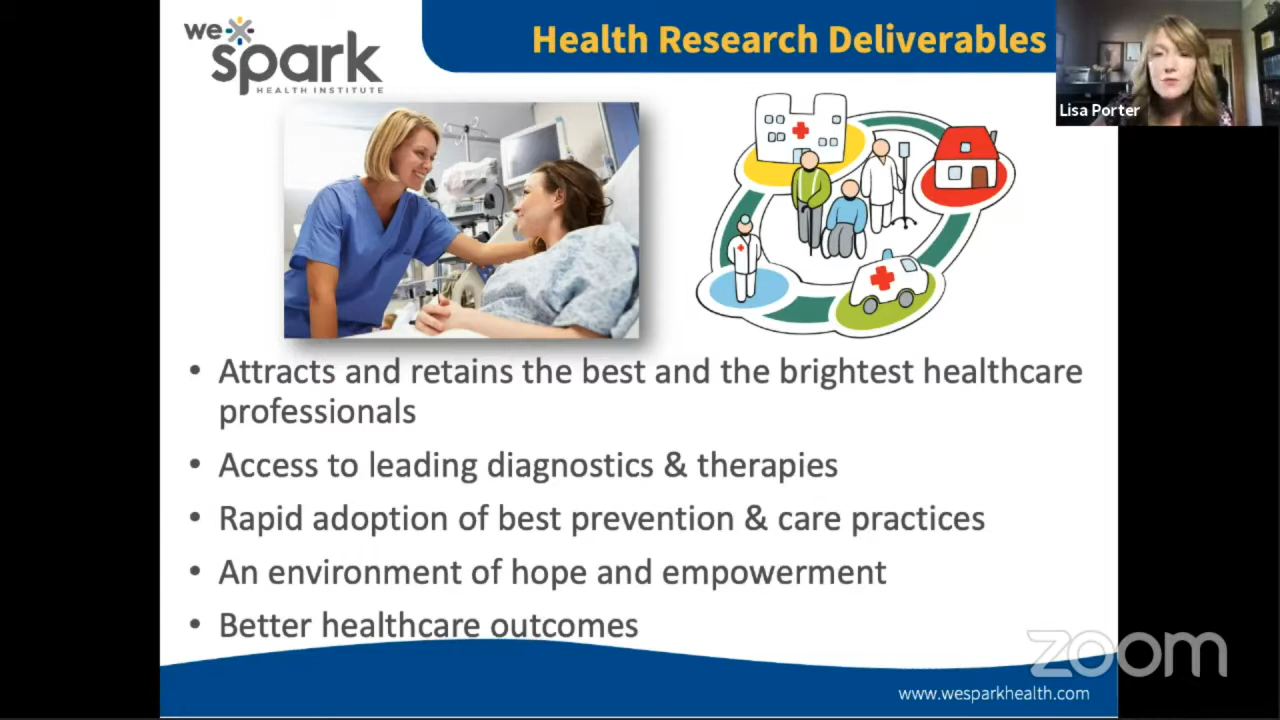 we
spark
HEALTH INSTITUTE
Health Research Deliverables
Lisa Porter
• Attracts and retains the best and the brightest healthcare
professionals
• Access to leading diagnostics & therapies
• Rapid adoption of best prevention & care practices
• An environment of hope and empowerment
• Better healthcare outcomes
zoom
www.wesparkhealth.com